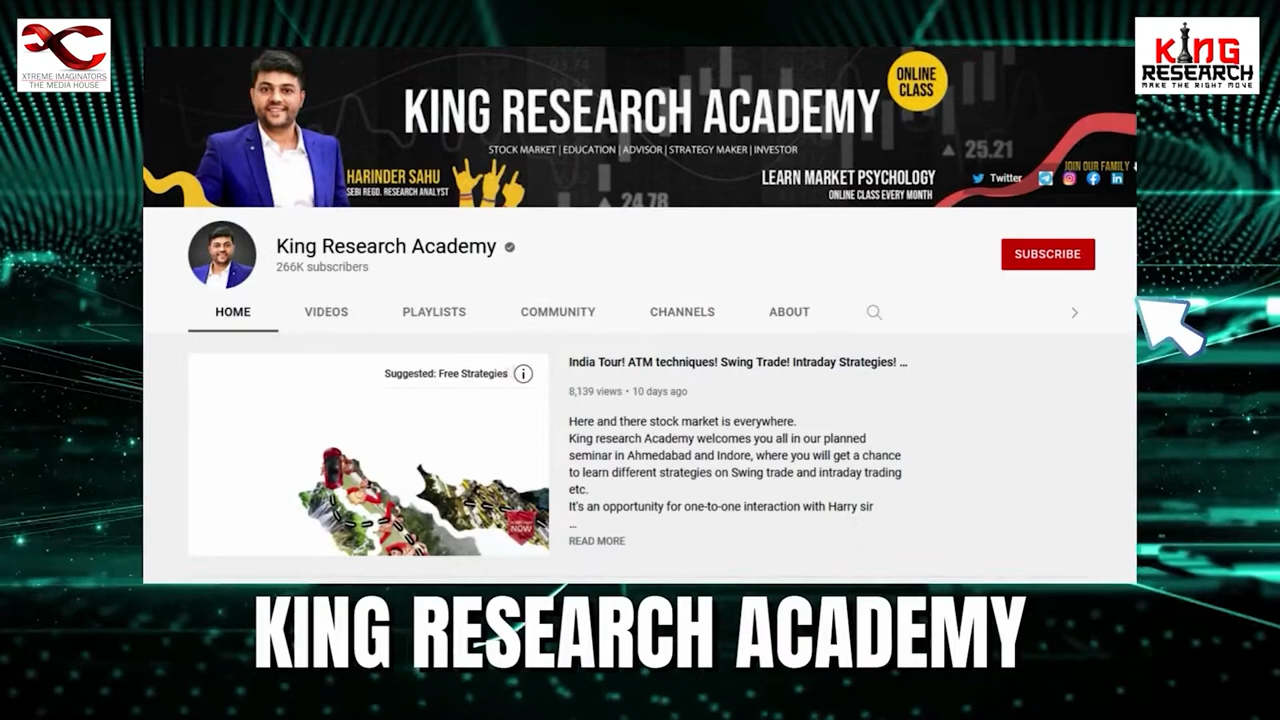 XTREME IMAGINATORS
THE MEDIA HOUSE
KING
RESEARCH
MAKE THE RIGHT MOVE
ONLINE
CLASS
KING RESEARCH ACADEMY
STOCK MARKET | EDUCATION | ADVISOR | STRATEGY MAKER | INVESTOR
25.21
HARINDER SAHU
SEBI REGD. RESEARCH ANALYST
24.78
LEARN MARKET PSYCHOLOGY
ONLINE CLASS EVERY MONTH
JOIN OUR FAMILY
Twitter
King Research Academy
266K subscribers
SUBSCRIBE
HOME VIDEOS PLAYLISTS COMMUNITY CHANNELS ABOUT
Suggested: Free Strategies
India Tour! ATM techniques! Swing Trade! Intraday Strategies! ...
8,139 views • 10 days ago
Here and there stock market is everywhere.
King research Academy welcomes you all in our planned
seminar in Ahmedabad and Indore, where you will get a chance
to learn different strategies on Swing trade and intraday trading
etc.
It's an opportunity for one-to-one interaction with Harry sir
...
READ MORE
NOW
KING RESEARCH ACADEMY